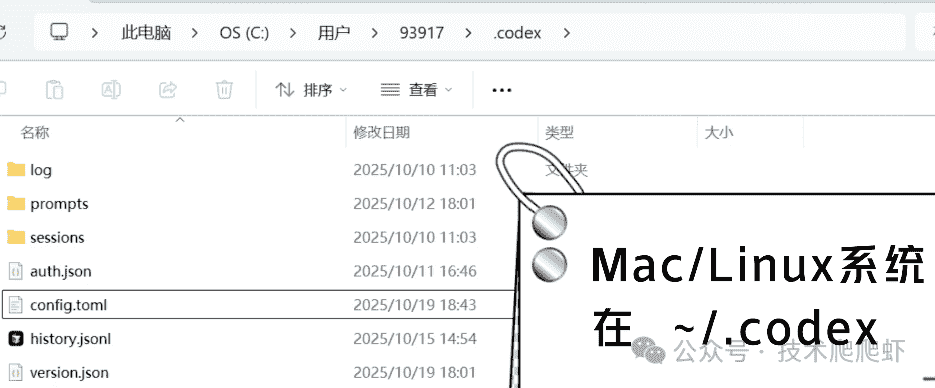 此电脑 > OS (C:) > 用户 > 93917 > .codex >
排序 查看 ...
名称 修改日期 类型 大小
log 2025/10/10 11:03 文件夹
prompts 2025/10/12 18:01
sessions 2025/10/10 11:03
auth.json 2025/10/11 16:46
config.toml 2025/10/19 18:43
history.jsonl 2025/10/15 14:54
version.json 2025/10/19 18:01
Mac/Linux系统
在 ~/.codex
公众号 · 技术爬爬虾